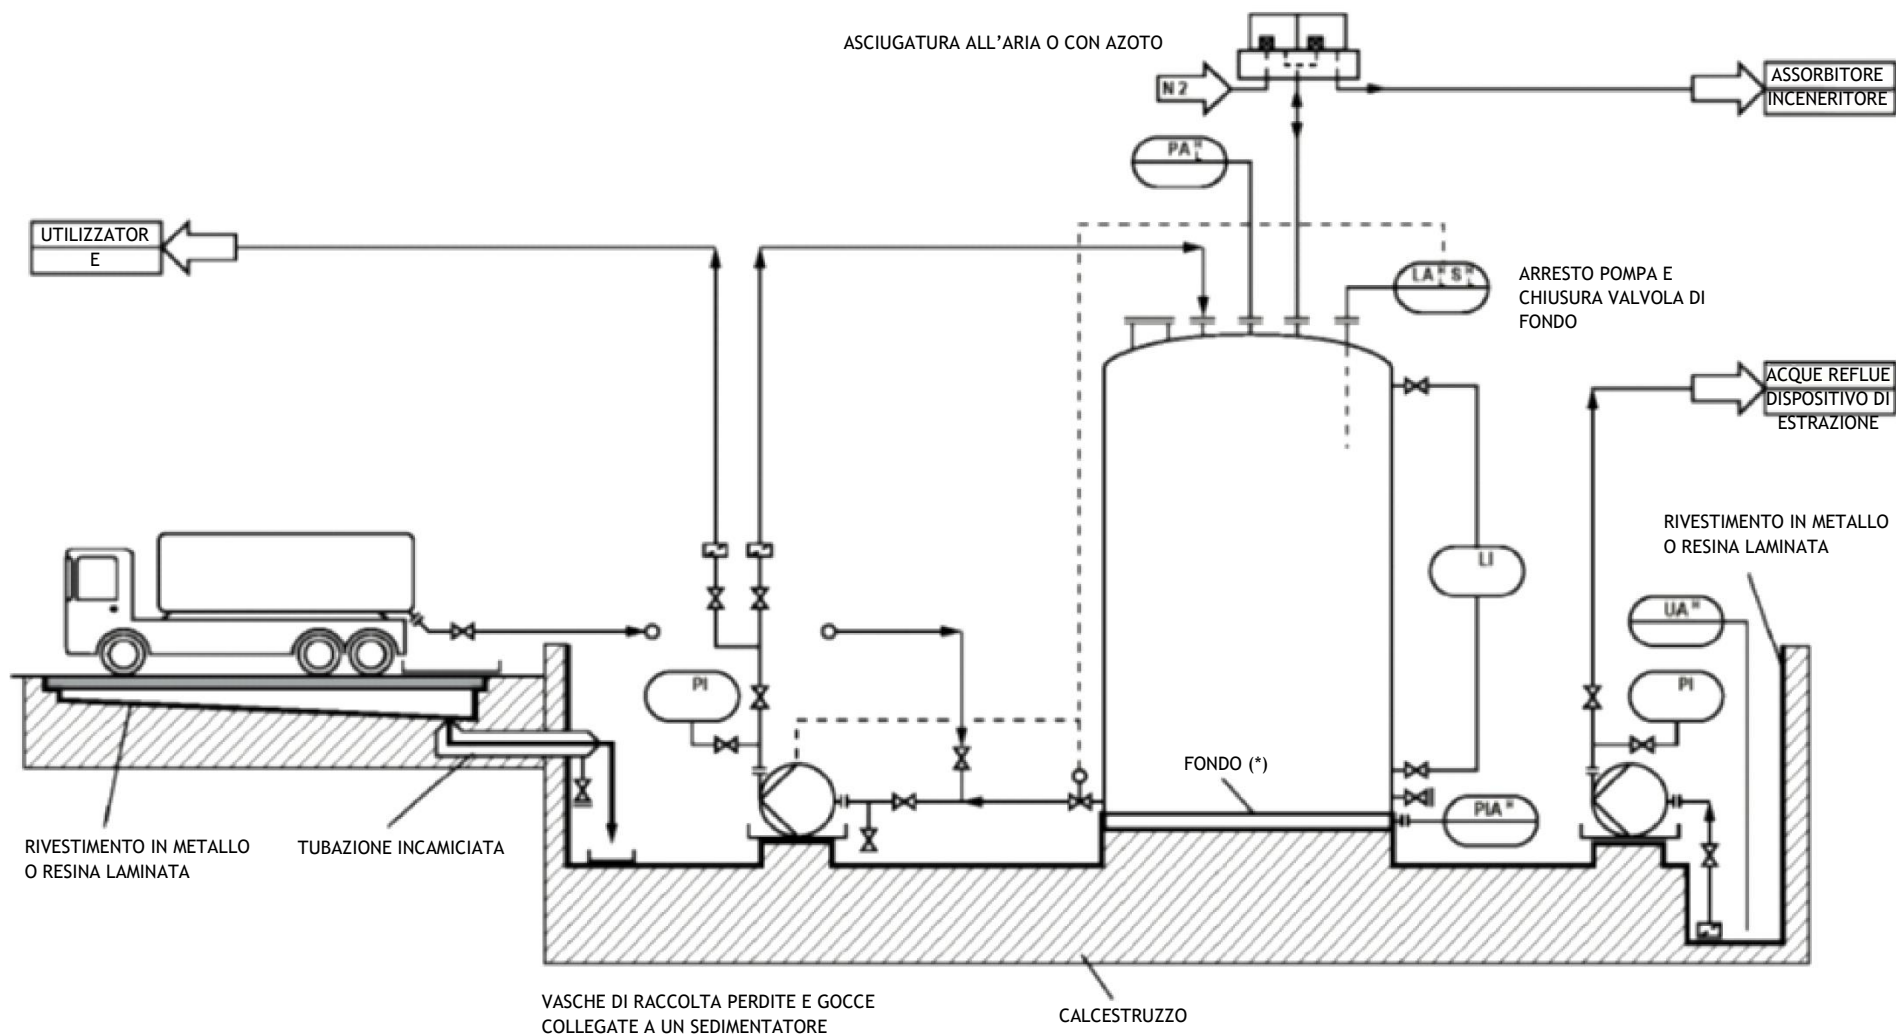 ASCIUGATURA ALL'ARIA O CON AZOTO
N2
ASSORBITORE
INCENERITORE
PA H
L
UTILIZZATOR
E
LA H S H
L L
ARRESTO POMPA E
CHIUSURA VALVOLA DI
FONDO
ACQUE REFLUE
DISPOSITIVO DI
ESTRAZIONE
RIVESTIMENTO IN METALLO
O RESINA LAMINATA
LI
UA H
PI
PI
FONDO (*)
PIA H
RIVESTIMENTO IN METALLO
O RESINA LAMINATA
TUBAZIONE INCAMICIATA
VASCHE DI RACCOLTA PERDITE E GOCCE
COLLEGATE A UN SEDIMENTATORE
CALCESTRUZZO